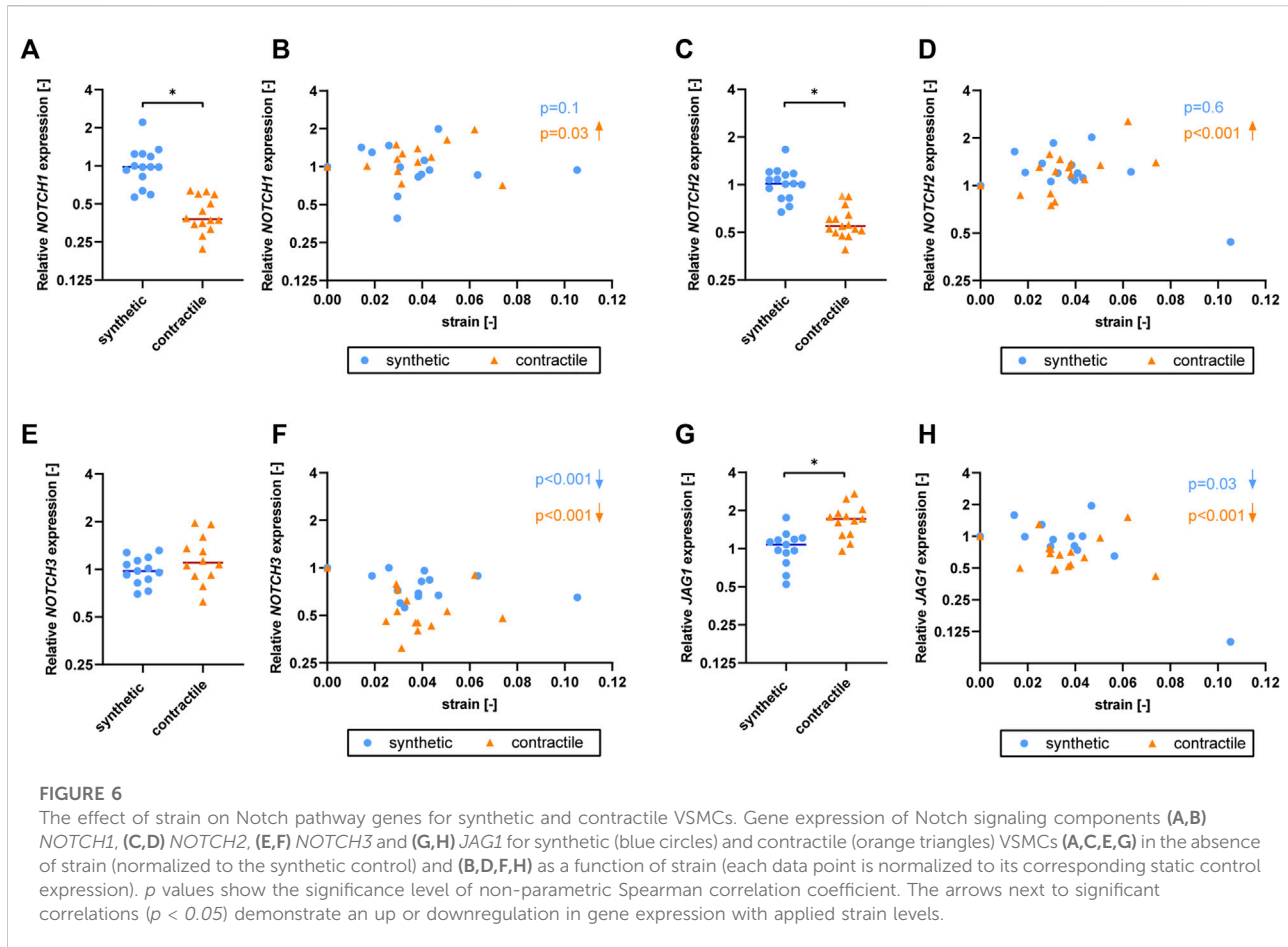 A
Relative NOTCH1 expression [-]
4
2
1
0.5
0.25
0.125
*
synthetic
contractile
B
Relative NOTCH1 expression [-]
4
2
1
0.5
0.25
0.125
p=0.1
p=0.03
0.00 0.02 0.04 0.06 0.08 0.10 0.12
strain [-]
synthetic contractile
C
Relative NOTCH2 expression [-]
4
2
1
0.5
0.25
*
synthetic
contractile
D
Relative NOTCH2 expression [-]
4
2
1
0.5
0.25
p=0.6
p<0.001
0.00 0.02 0.04 0.06 0.08 0.10 0.12
strain [-]
synthetic contractile
E
Relative NOTCH3 expression [-]
4
2
1
0.5
0.25
synthetic
contractile
F
Relative NOTCH3 expression [-]
4
2
1
0.5
0.25
p<0.001
p<0.001
0.00 0.02 0.04 0.06 0.08 0.10 0.12
strain [-]
synthetic contractile
G
Relative JAG1 expression [-]
4
2
1
0.5
0.25
0.125
*
synthetic
contractile
H
Relative JAG1 expression [-]
4
2
1
0.5
0.25
0.125
p=0.03
p<0.001
0.00 0.02 0.04 0.06 0.08 0.10 0.12
strain [-]
synthetic contractile
FIGURE 6
The effect of strain on Notch pathway genes for synthetic and contractile VSMCs. Gene expression of Notch signaling components (A,B)
NOTCH1, (C,D) NOTCH2, (E,F) NOTCH3 and (G,H) JAG1 for synthetic (blue circles) and contractile (orange triangles) VSMCs (A,C,E,G) in the absence
of strain (normalized to the synthetic control) and (B,D,F,H) as a function of strain (each data point is normalized to its corresponding static control
expression). p values show the significance level of non-parametric Spearman correlation coefficient. The arrows next to significant
correlations (p < 0.05) demonstrate an up or downregulation in gene expression with applied strain levels.